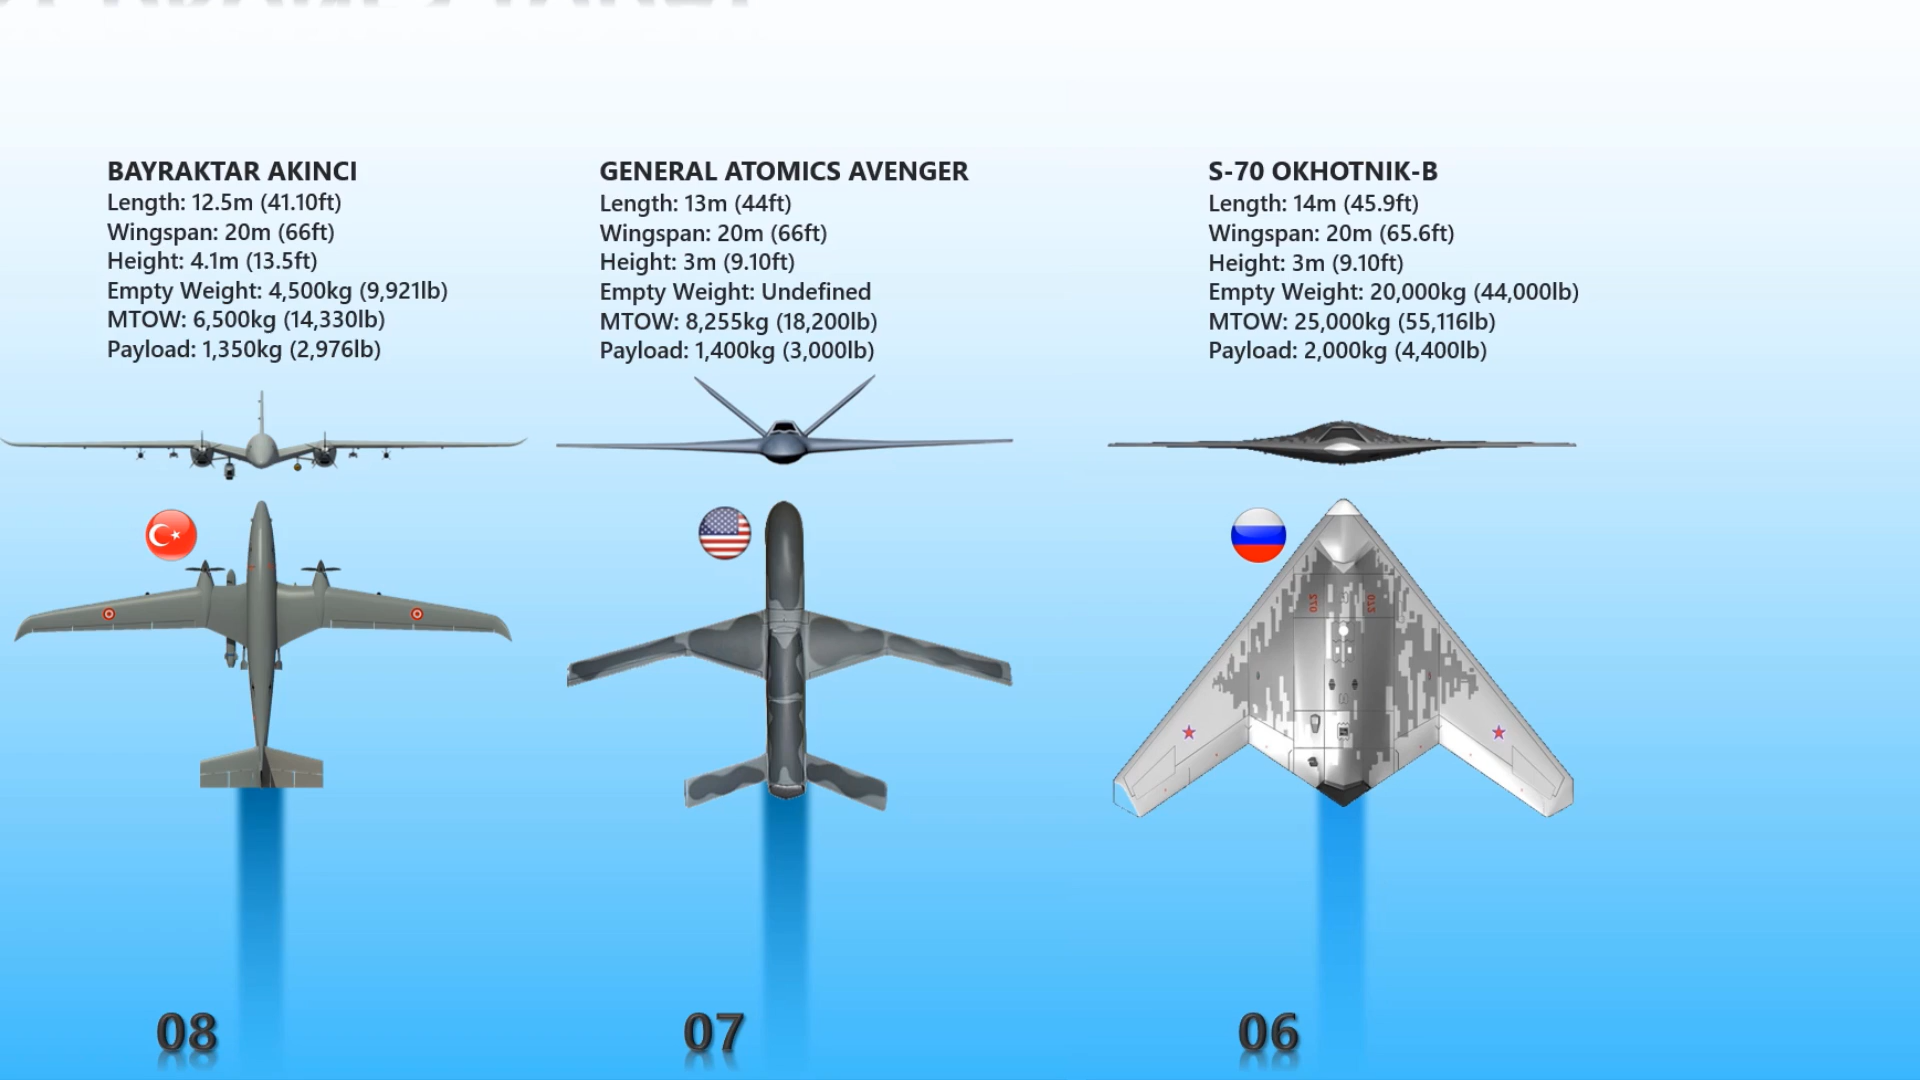 BAYRAKTAR AKINCI
Length: 12.5m (41.10ft)
Wingspan: 20m (66ft)
Height: 4.1m (13.5ft)
Empty Weight: 4,500kg (9,921lb)
MTOW: 6,500kg (14,330lb)
Payload: 1,350kg (2,976lb)
GENERAL ATOMICS AVENGER
Length: 13m (44ft)
Wingspan: 20m (66ft)
Height: 3m (9.10ft)
Empty Weight: Undefined
MTOW: 8,255kg (18,200lb)
Payload: 1,400kg (3,000lb)
S-70 OKHOTNIK-B
Length: 14m (45.9ft)
Wingspan: 20m (65.6ft)
Height: 3m (9.10ft)
Empty Weight: 20,000kg (44,000lb)
MTOW: 25,000kg (55,116lb)
Payload: 2,000kg (4,400lb)
08
07
06